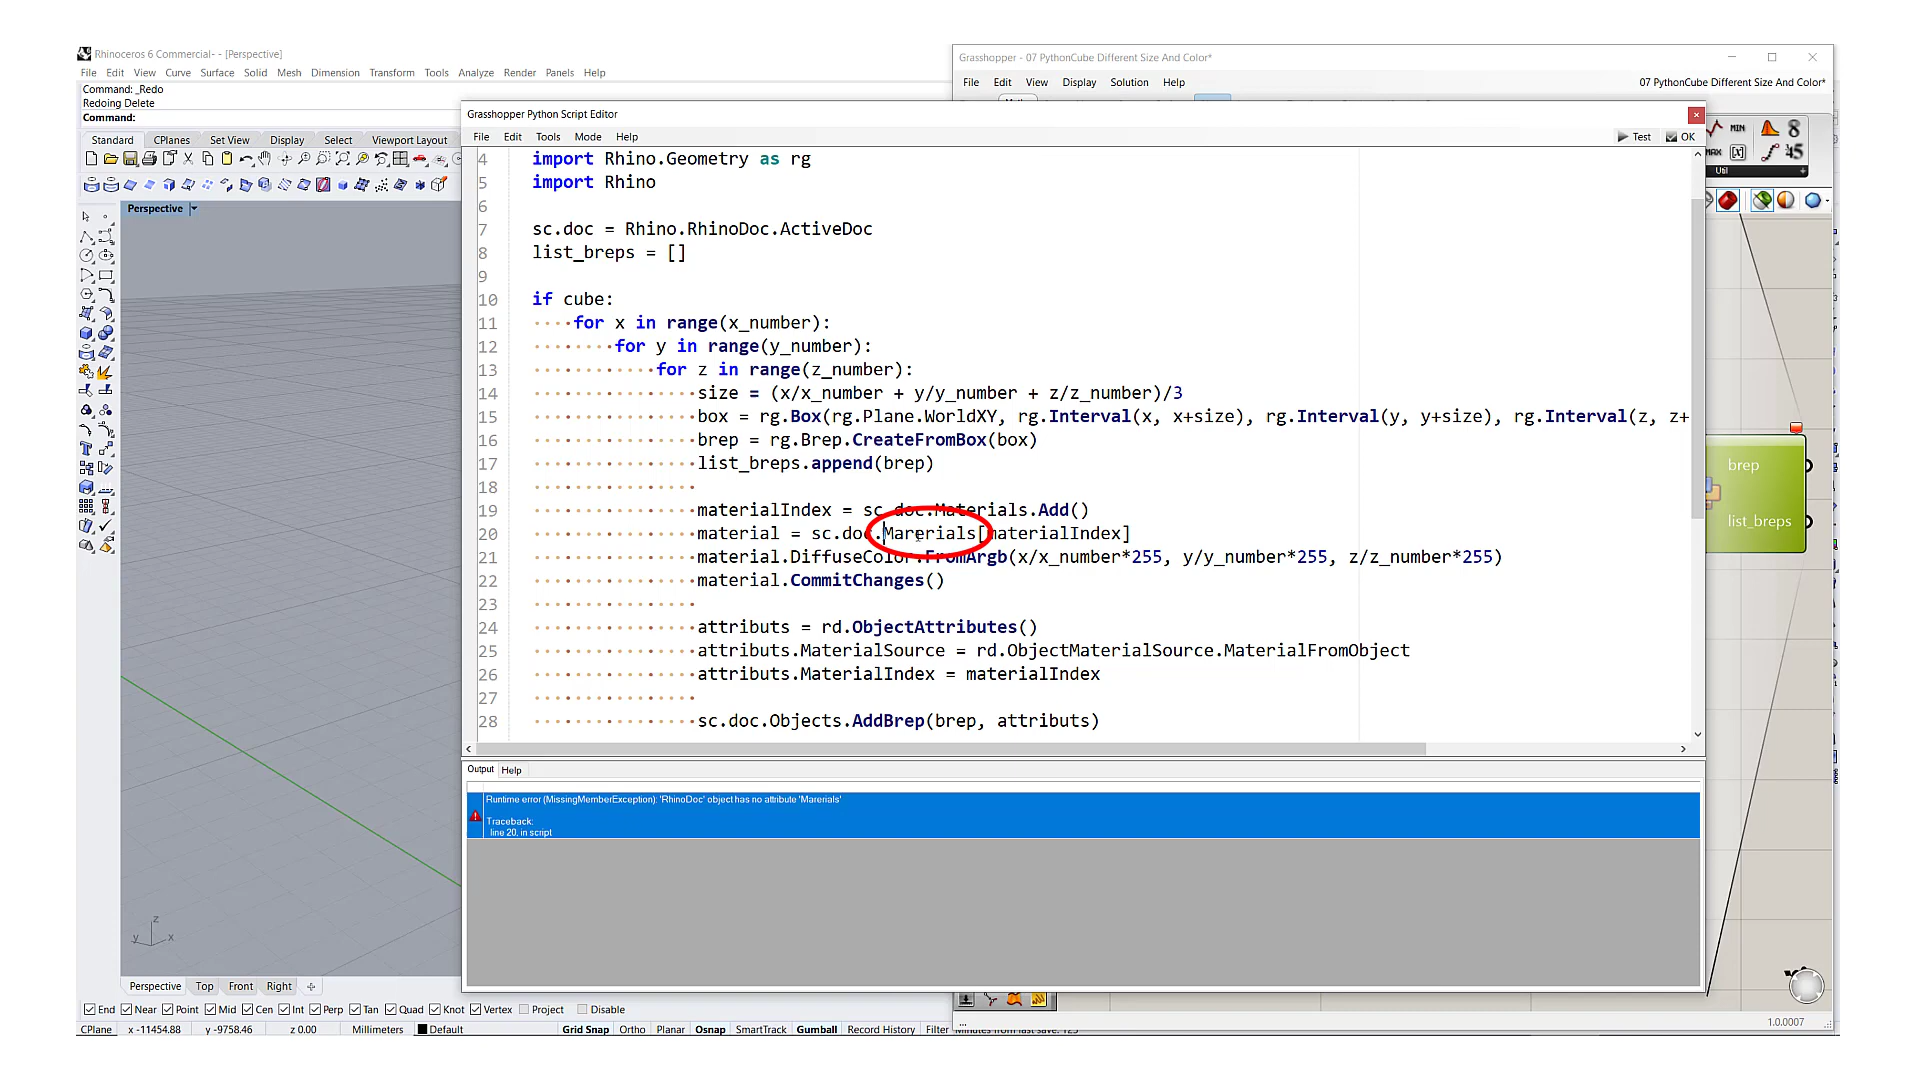 Rhinoceros 6 Commercial- - [Perspective]
File Edit View Curve Surface Solid Mesh Dimension Transform Tools Analyze Render Panels Help
Command: _Redo
Redoing Delete
Command:
Standard CPlanes Set View Display Select Viewport Layout
Perspective
Grasshopper - 07 PythonCube Different Size And Color*
File Edit View Display Solution Help
07 PythonCube Different Size And Color*
Grasshopper Python Script Editor
File Edit Tools Mode Help
Test OK
4 import Rhino.Geometry as rg
5 import Rhino
6
7 sc.doc = Rhino.RhinoDoc.ActiveDoc
8 list_breps = []
9
10 if cube:
11 for x in range(x_number):
12 for y in range(y_number):
13 for z in range(z_number):
14 size = (x/x_number + y/y_number + z/z_number)/3
15 box = rg.Box(rg.Plane.WorldXY, rg.Interval(x, x+size), rg.Interval(y, y+size), rg.Interval(z, z+
16 brep = rg.Brep.CreateFromBox(box)
17 list_breps.append(brep)
18
19 materialIndex = sc.doc.Materials.Add()
20 material = sc.doc.Marerials[materialIndex]
21 material.DiffuseColor.FromArgb(x/x_number*255, y/y_number*255, z/z_number*255)
22 material.CommitChanges()
23
24 attributs = rd.ObjectAttributes()
25 attributs.MaterialSource = rd.ObjectMaterialSource.MaterialFromObject
26 attributs.MaterialIndex = materialIndex
27
28 sc.doc.Objects.AddBrep(brep, attributs)
Output Help
Runtime error (MissingMemberException): 'RhinoDoc' object has no attribute 'Marerials'
Traceback:
line 20, in script
MIN
MAX [x]
Util
brep
list_breps
z
y x
Perspective Top Front Right
End Near Point Mid Cen Int Perp Tan Quad Knot Vertex Project Disable
CPlane x -11454.88 y -9758.46 z 0.00 Millimeters Default Grid Snap Ortho Planar Osnap SmartTrack Gumball Record History Filter
...
1.0.0007